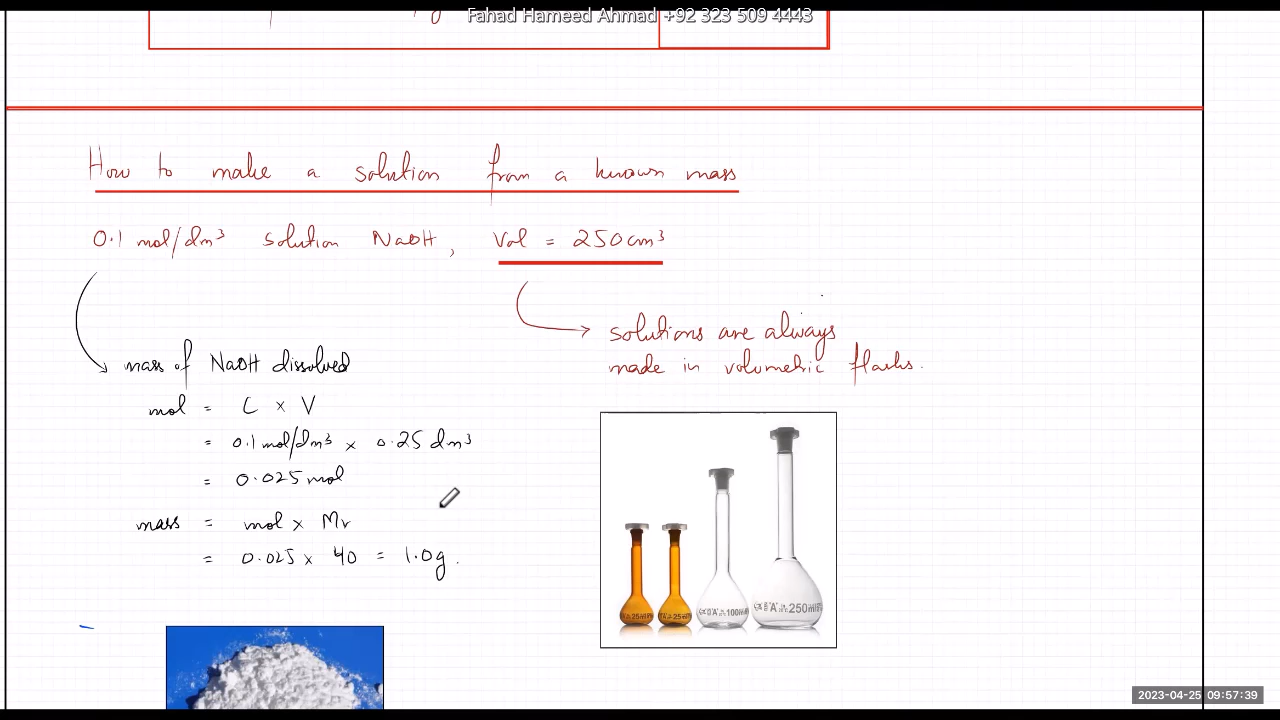 Fahad Hameed Ahmad +92 323 509 4443
How to make a solution from a known mass
0.1 mol/dm³ solution NaOH, Vol = 250cm³
solutions are always
made in volumetric flasks.
mass of NaOH dissolved
mol = C × V
= 0.1 mol/dm³ × 0.25 dm³
= 0.025 mol
mass = mol × Mr
= 0.025 × 40 = 1.0g.
25ml
25ml
100ml
250ml
2023-04-25 09:57:39